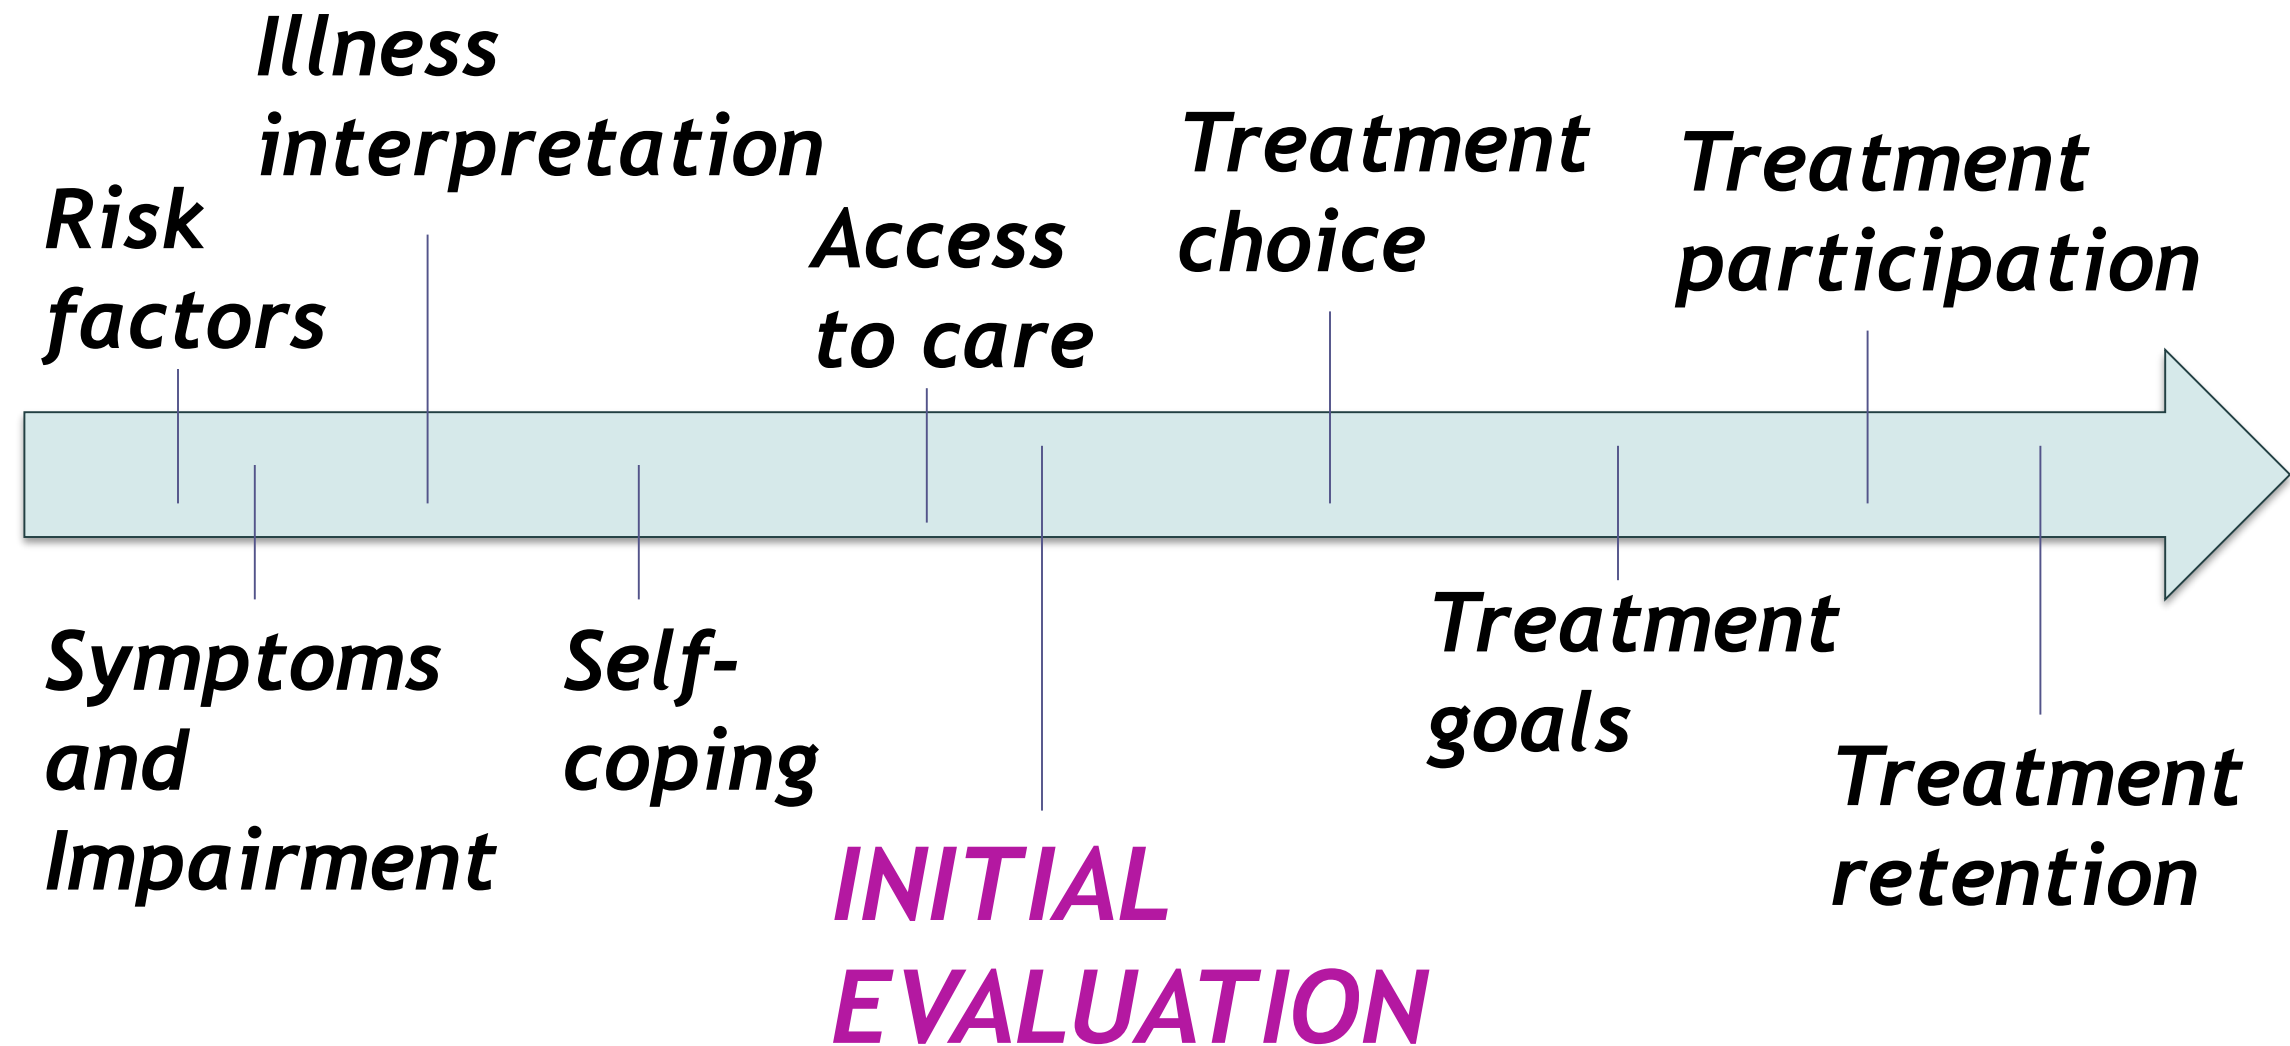 Illness
interpretation
Risk
factors
Access
to care
Treatment
choice
Treatment
participation
Symptoms
and
Impairment
Self-
coping
INITIAL
EVALUATION
Treatment
goals
Treatment
retention